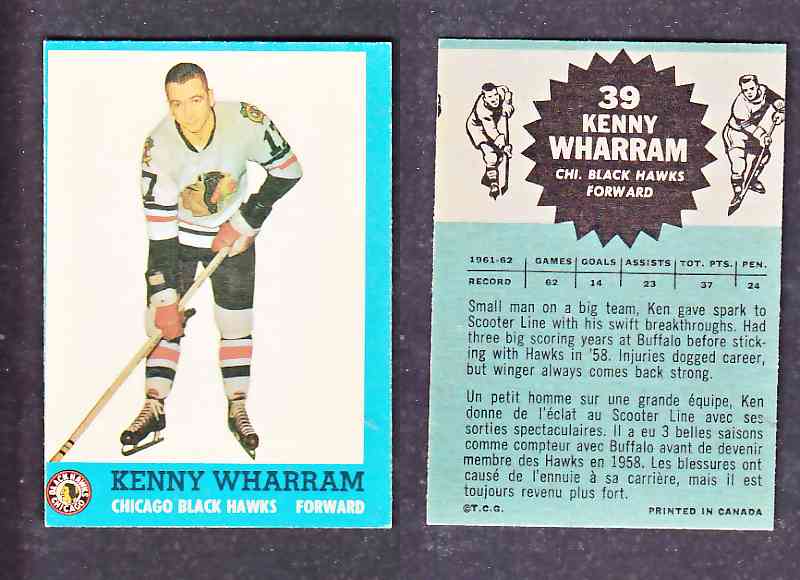 17
17
BLACK HAWKS
CHICAGO
KENNY WHARRAM
CHICAGO BLACK HAWKS FORWARD
39
KENNY
WHARRAM
CHI. BLACK HAWKS
FORWARD
1961-62 GAMES GOALS ASSISTS TOT. PTS. PEN.
RECORD 62 14 23 37 24
Small man on a big team, Ken gave spark to
Scooter Line with his swift breakthroughs. Had
three big scoring years at Buffalo before stick-
ing with Hawks in '58. Injuries dogged career,
but winger always comes back strong.
Un petit homme sur une grande équipe, Ken
donne de l'éclat au Scooter Line avec ses
sorties spectaculaires. Il a eu 3 belles saisons
comme compteur avec Buffalo avant de devenir
membre des Hawks en 1958. Les blessures ont
causé de l'ennuie à sa carrière, mais il est
toujours revenu plus fort.
©T.C.G. PRINTED IN CANADA